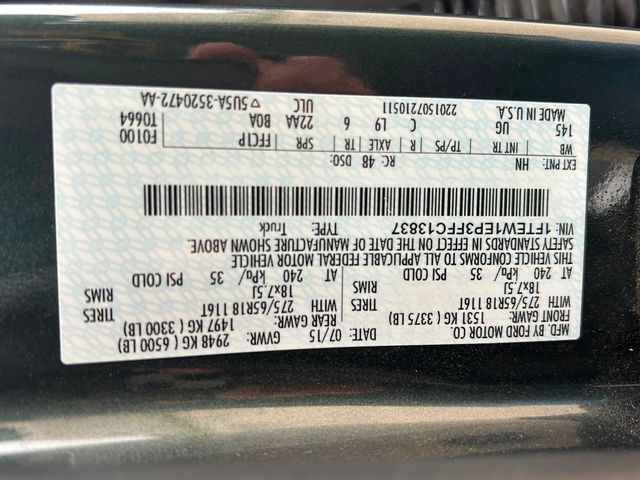 MFD. BY FORD MOTOR CO.
DATE: 07/15 GVWR: 2948 KG ( 6500 LB)
FRONT GAWR: 1531 KG ( 3375 LB) REAR GAWR: 1497 KG ( 3300 LB)
275/65R18 116T TIRES WITH 275/65R18 116T TIRES WITH
18x7.5J RIMS 18x7.5J RIMS
AT 240 kPa/ 35 PSI COLD AT 240 kPa/ 35 PSI COLD
THIS VEHICLE CONFORMS TO ALL APPLICABLE FEDERAL MOTOR VEHICLE
SAFETY STANDARDS IN EFFECT ON THE DATE OF MANUFACTURE SHOWN ABOVE.
VIN: 1FTEW1EP3FFC13837 TYPE: Truck
EXT PNT: HN RC: 48 DSO:
WB INT TR TP/PS R AXLE TR SPR FFC1P F0100
145 UG C L9 6 22AA B0A T0664
MADE IN U.S.A. 2201507210511 ULC ▽ 5U5A-3520472-AA